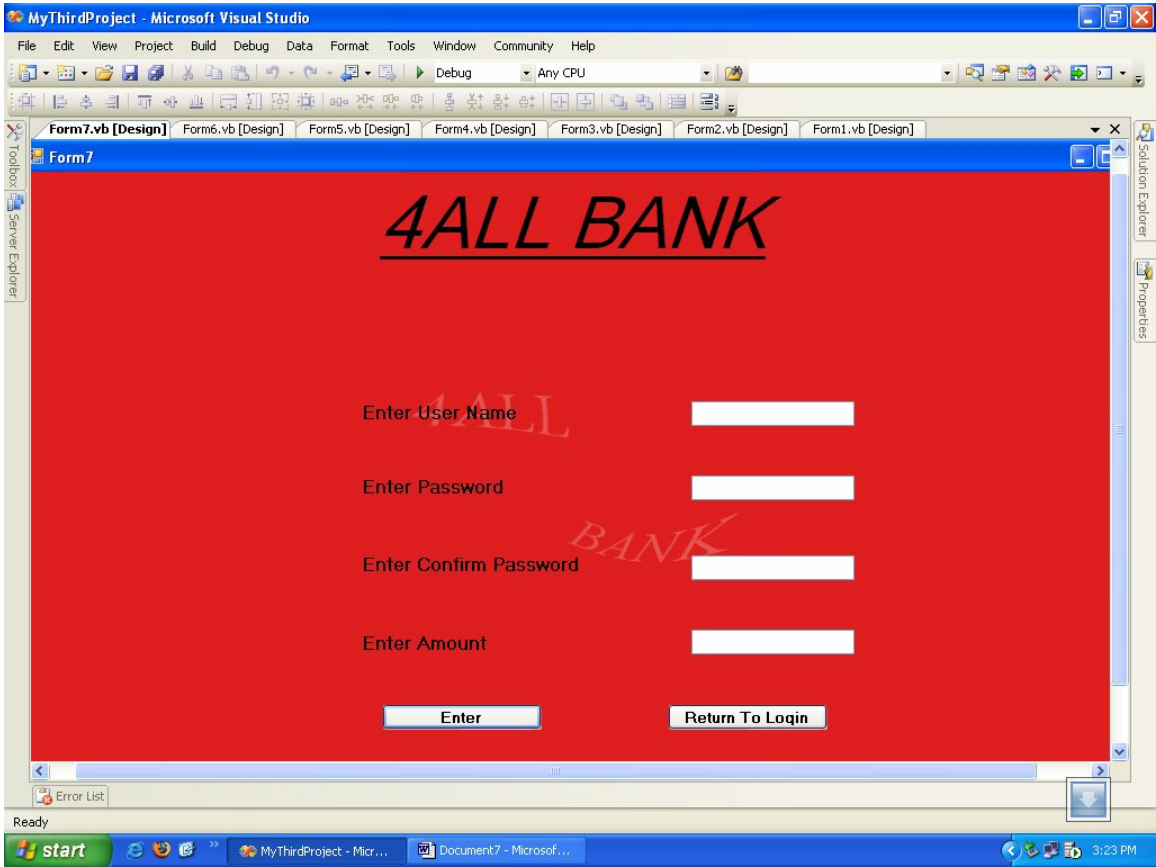 MyThirdProject - Microsoft Visual Studio
File Edit View Project Build Debug Data Format Tools Window Community Help
Debug Any CPU
Form7.vb [Design] Form6.vb [Design] Form5.vb [Design] Form4.vb [Design] Form3.vb [Design] Form2.vb [Design] Form1.vb [Design]
Toolbox
Server Explorer
Solution Explorer
Properties
Form7
4ALL BANK
4ALL
Enter User Name
Enter Password
BANK
Enter Confirm Password
Enter Amount
Enter Return To Login
Error List
Ready
start MyThirdProject - Micr... Document7 - Microsof... 3:23 PM